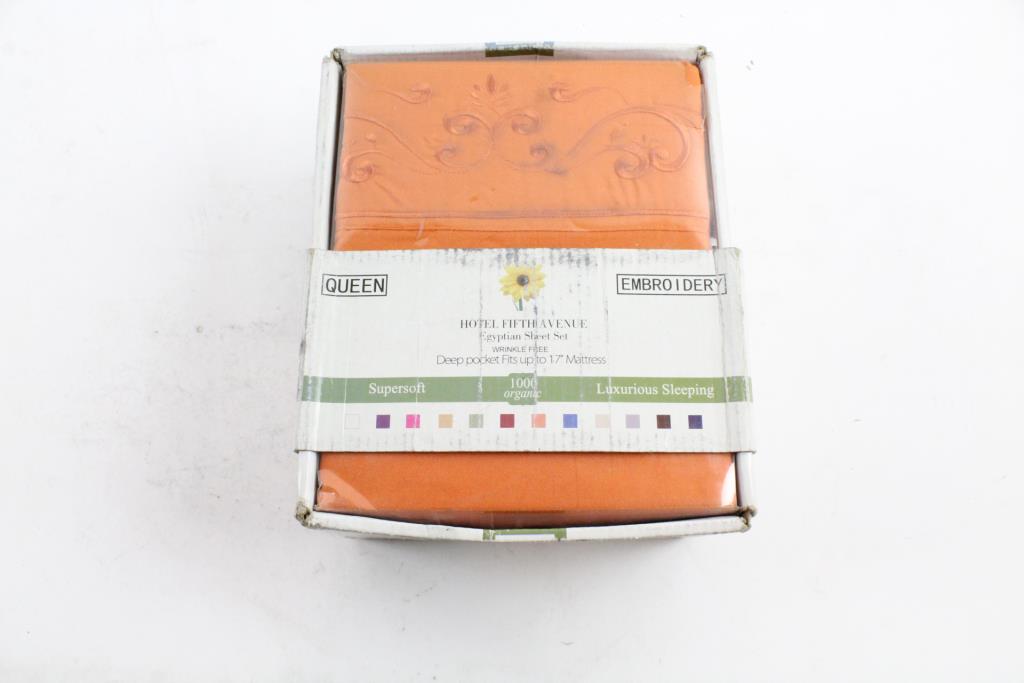 QUEEN
EMBROIDERY
HOTEL FIFTH AVENUE
Egyptian Sheet Set
WRINKLE FREE
Deep pocket Fits up to 17" Mattress
Supersoft
1000
organic
Luxurious Sleeping